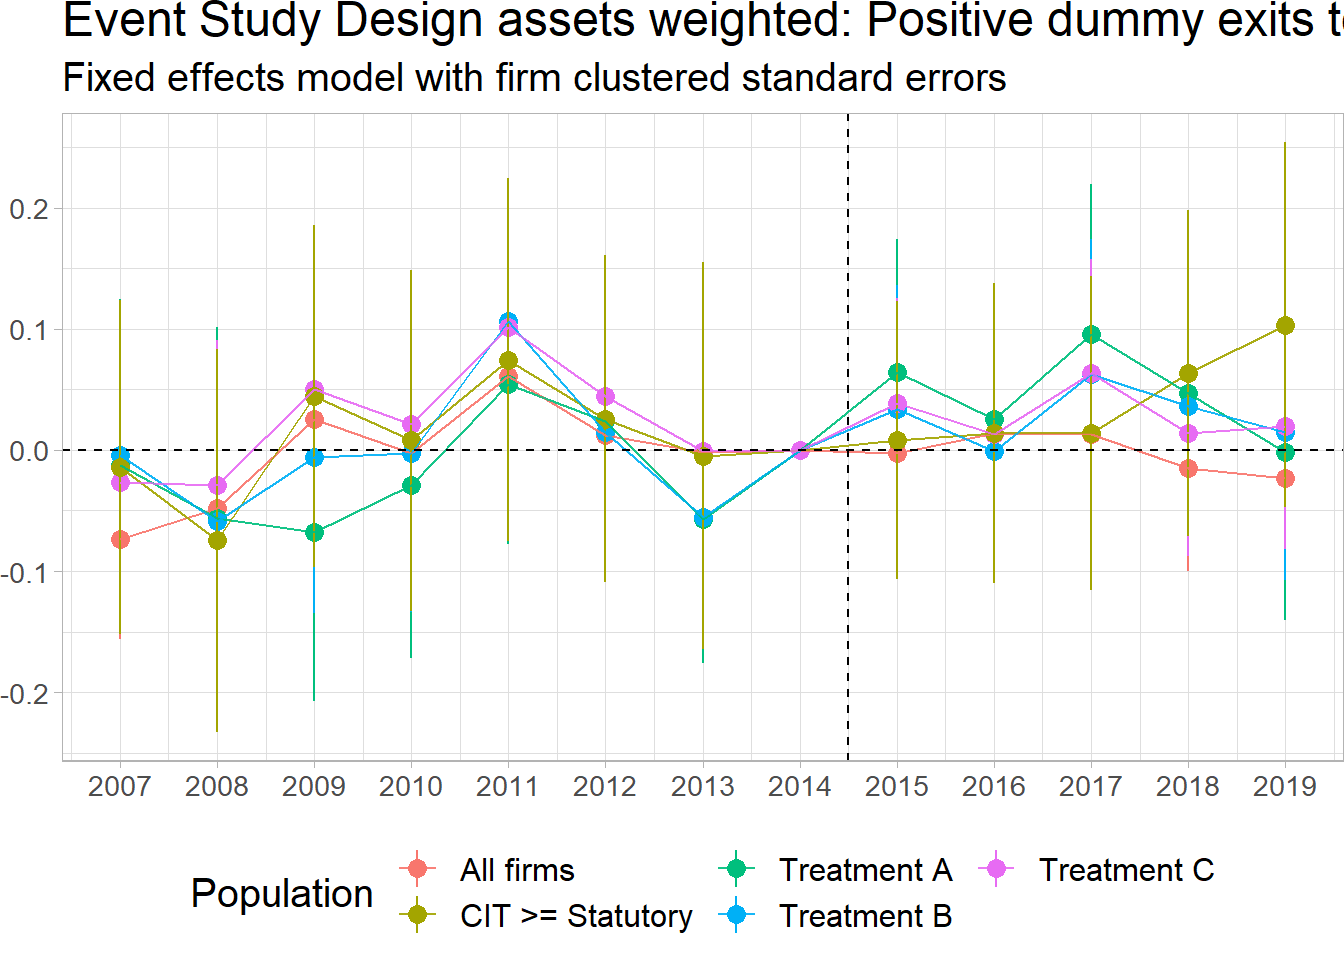 Event Study Design assets weighted: Positive dummy exits
Fixed effects model with firm clustered standard errors
0.2
0.1
0.0
-0.1
-0.2
2007 2008 2009 2010 2011 2012 2013 2014 2015 2016 2017 2018 2019
Population
All firms
CIT >= Statutory
Treatment A
Treatment B
Treatment C